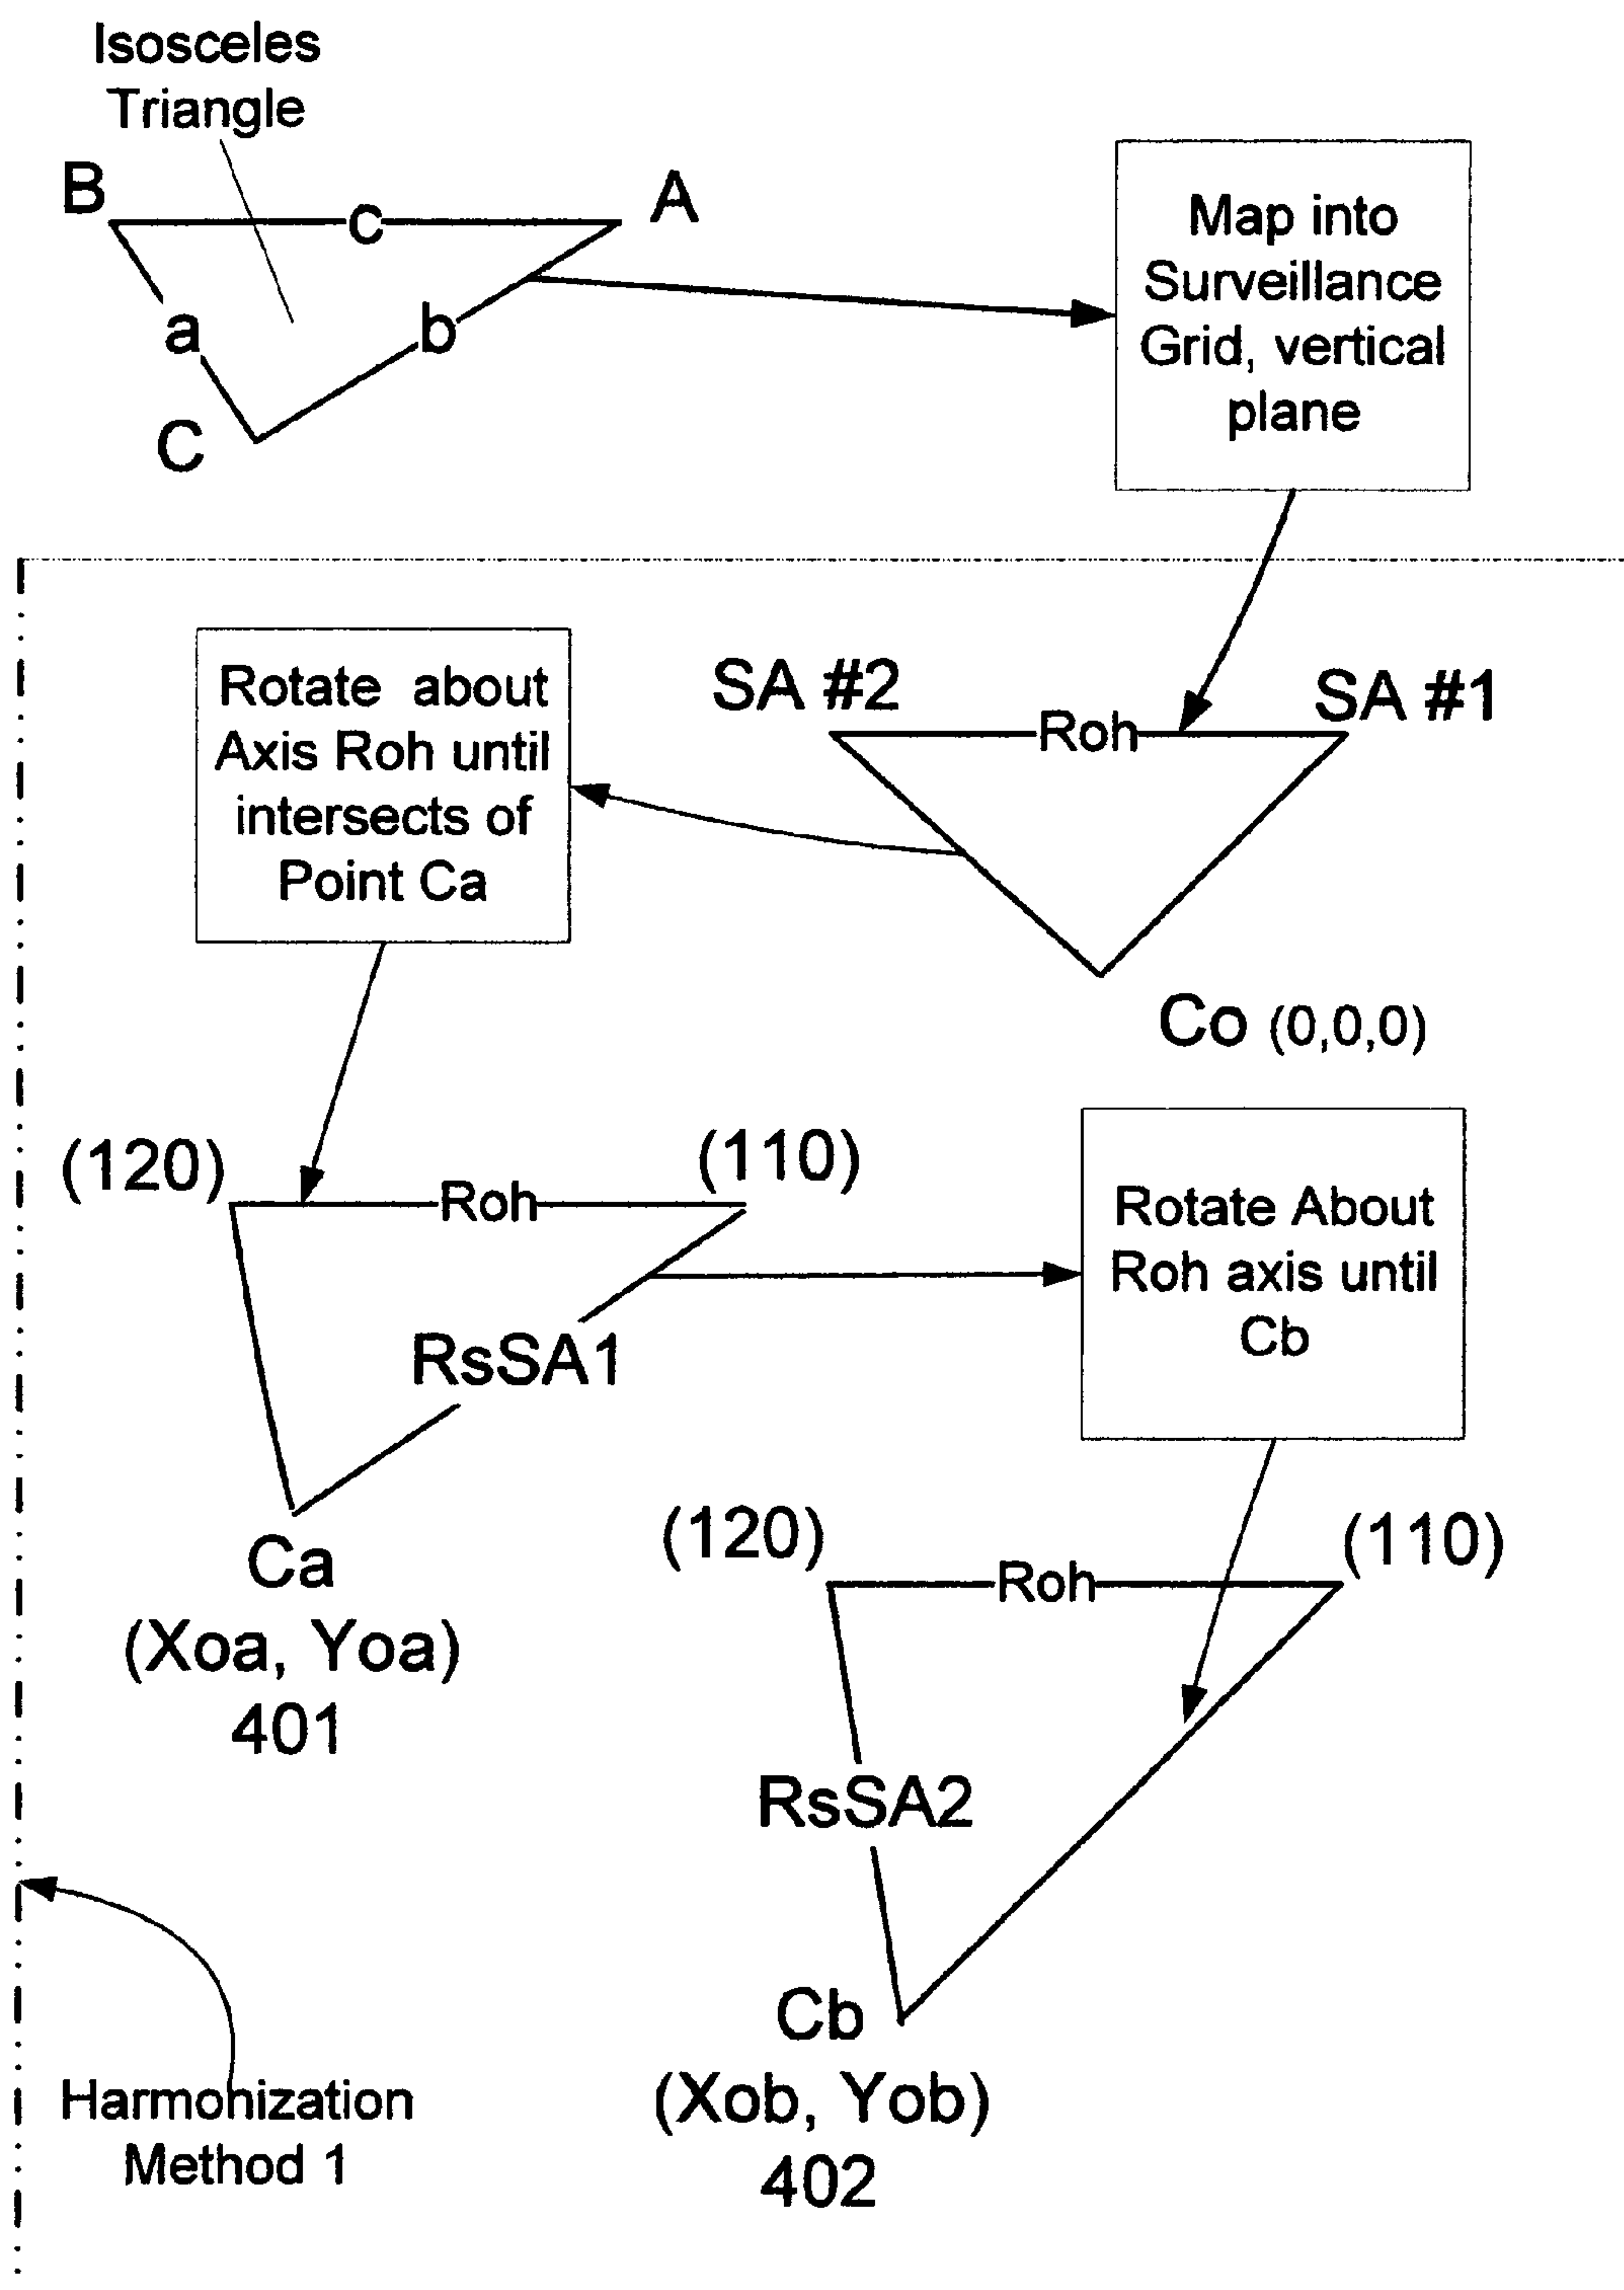 Isosceles
Triangle
B
c
A
a
b
C
Map into
Surveillance
Grid, vertical
plane
Rotate about
Axis Roh until
intersects of
Point Ca
SA #2
Roh
SA #1
Co (0,0,0)
(120)
Roh
(110)
RsSA1
Ca
(Xoa, Yoa)
401
Rotate About
Roh axis until
Cb
(120)
Roh
(110)
RsSA2
Cb
(Xob, Yob)
402
Harmonization
Method 1